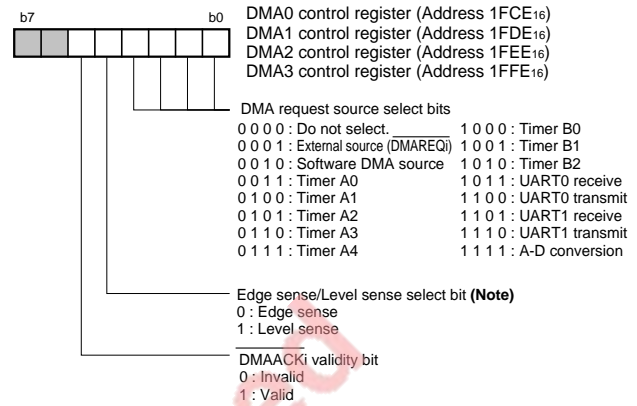 b7 b0
DMA0 control register (Address 1FCE16)
DMA1 control register (Address 1FDE16)
DMA2 control register (Address 1FEE16)
DMA3 control register (Address 1FFE16)
DMA request source select bits
0 0 0 0 : Do not select. 1 0 0 0 : Timer B0
0 0 0 1 : External source (DMAREQi) 1 0 0 1 : Timer B1
0 0 1 0 : Software DMA source 1 0 1 0 : Timer B2
0 0 1 1 : Timer A0 1 0 1 1 : UART0 receive
0 1 0 0 : Timer A1 1 1 0 0 : UART0 transmit
0 1 0 1 : Timer A2 1 1 0 1 : UART1 receive
0 1 1 0 : Timer A3 1 1 1 0 : UART1 transmit
0 1 1 1 : Timer A4 1 1 1 1 : A-D conversion
Edge sense/Level sense select bit (Note)
0 : Edge sense
1 : Level sense
DMAACKi validity bit
0 : Invalid
1 : Valid